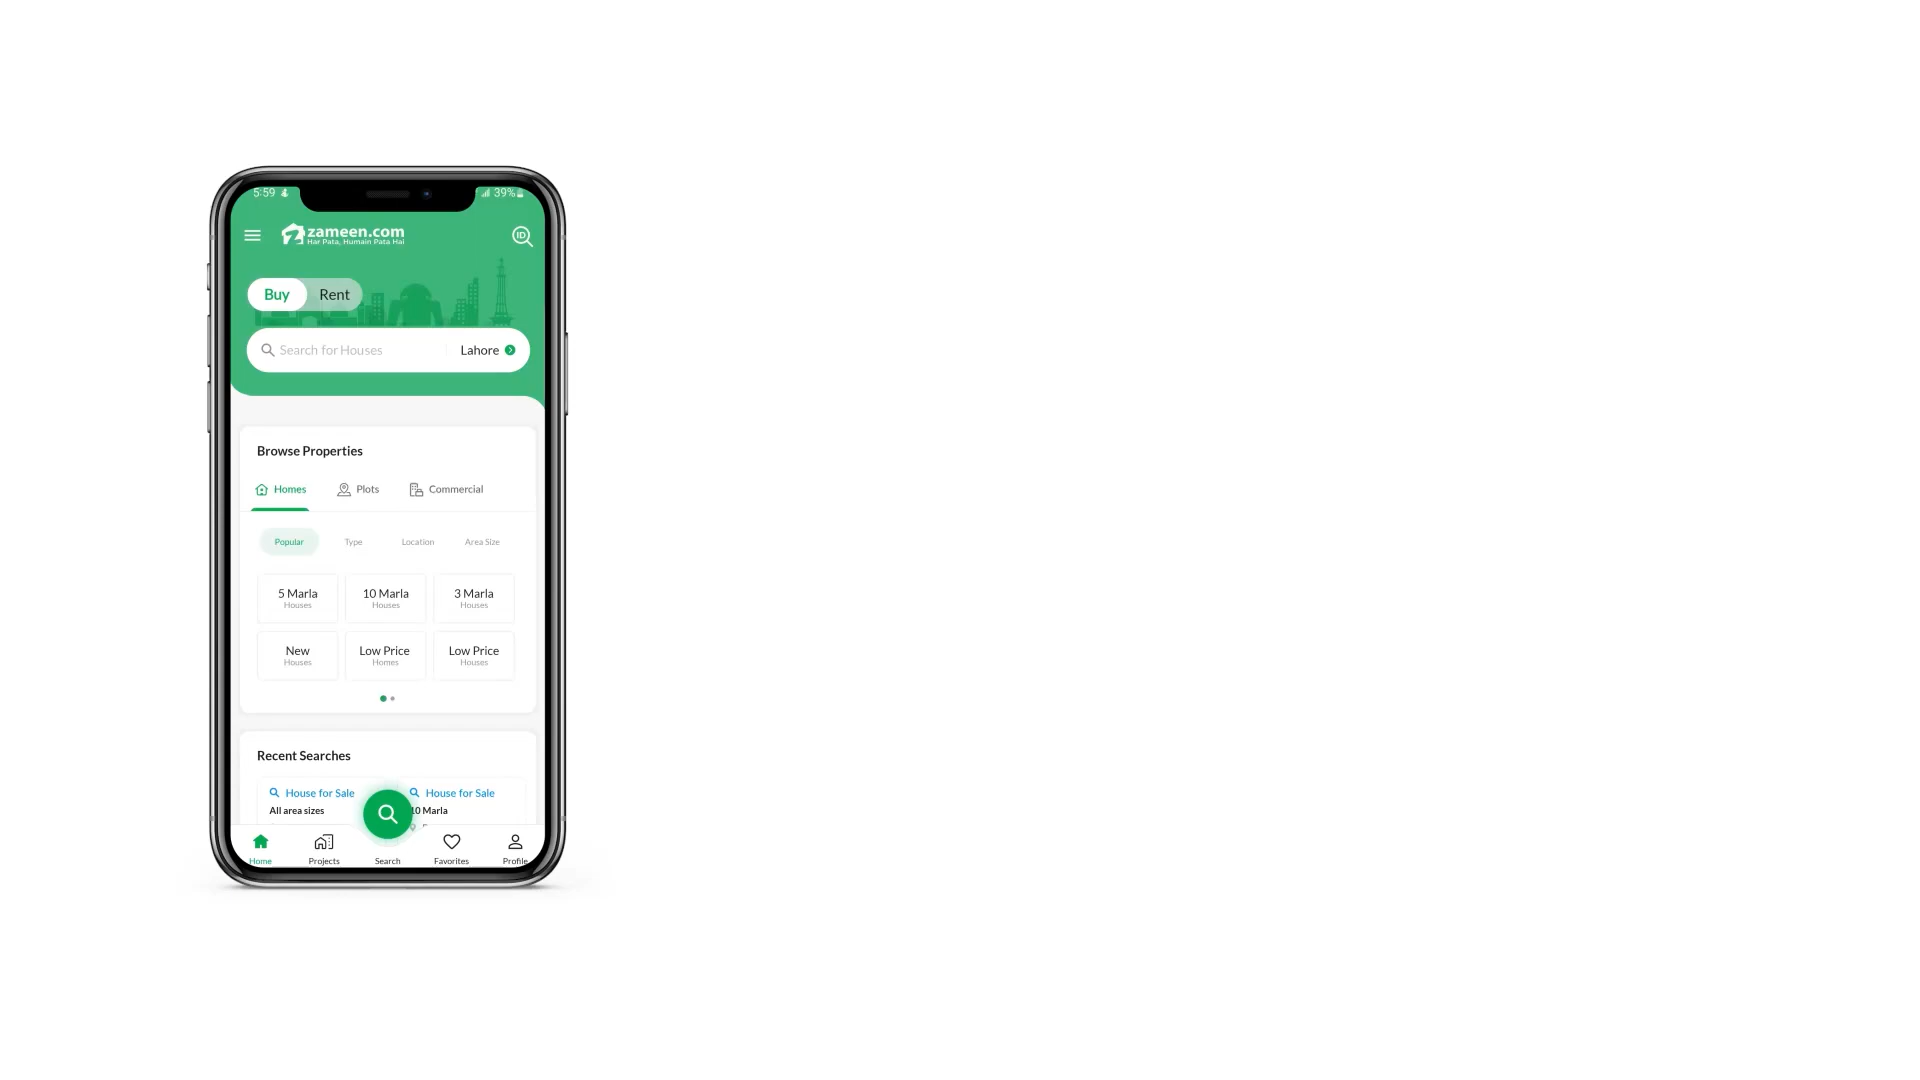 5:59
39%
zameen.com
Har Pata, Humain Pata Hai
ID
Buy Rent
Search for Houses Lahore
Browse Properties
Homes Plots Commercial
Popular Type Location Area Size
5 Marla 10 Marla 3 Marla
Houses Houses Houses
New Low Price Low Price
Houses Homes Houses
Recent Searches
House for Sale House for Sale
All area sizes 10 Marla
Home Projects Search Favorites Profile